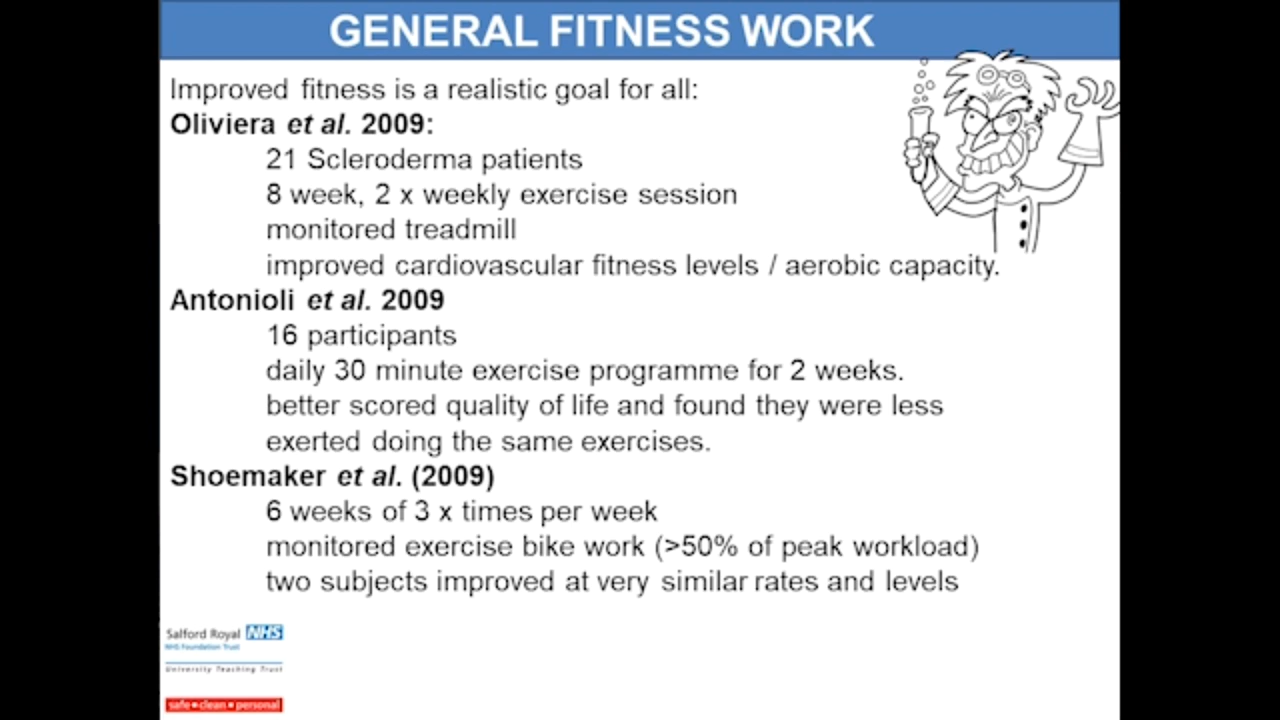 GENERAL FITNESS WORK
Improved fitness is a realistic goal for all:
Oliviera et al. 2009:
21 Scleroderma patients
8 week, 2 x weekly exercise session
monitored treadmill
improved cardiovascular fitness levels / aerobic capacity.
Antonioli et al. 2009
16 participants
daily 30 minute exercise programme for 2 weeks.
better scored quality of life and found they were less
exerted doing the same exercises.
Shoemaker et al. (2009)
6 weeks of 3 x times per week
monitored exercise bike work (>50% of peak workload)
two subjects improved at very similar rates and levels
Salford Royal NHS
NHS Foundation Trust
University Teaching Trust
safe • clean • personal